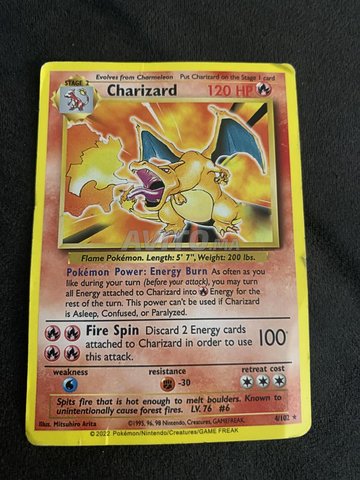 Evolves from Charmeleon Put Charizard on the Stage 1 card
STAGE 2
Charizard 120 HP
AVITO.MA
Flame Pokémon. Length: 5' 7", Weight: 200 lbs.
Pokémon Power: Energy Burn As often as you
like during your turn (before your attack), you may turn
all Energy attached to Charizard into Energy for the
rest of the turn. This power can't be used if Charizard
is Asleep, Confused, or Paralyzed.
Fire Spin Discard 2 Energy cards
attached to Charizard in order to use
this attack.
100
weakness resistance retreat cost
-30
Spits fire that is hot enough to melt boulders. Known to
unintentionally cause forest fires. LV. 76 #6
Illus. Mitsuhiro Arita ©1995, 96, 98 Nintendo, Creatures, GAMEFREAK. 4/102
©2022 Pokémon/Nintendo/Creatures/GAME FREAK